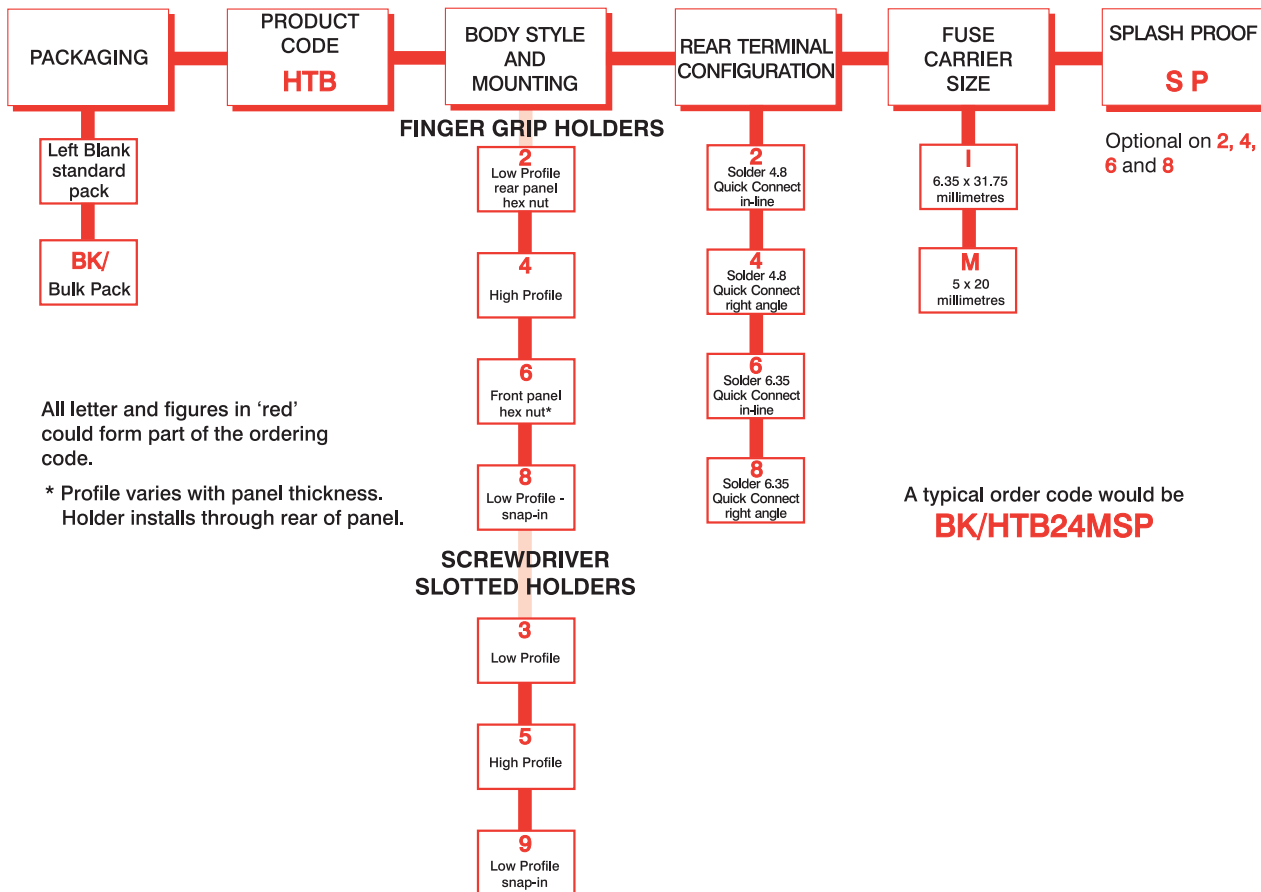 PACKAGING
PRODUCT
CODE
HTB
BODY STYLE
AND
MOUNTING
REAR TERMINAL
CONFIGURATION
FUSE
CARRIER
SIZE
SPLASH PROOF
S P
Left Blank
standard
pack
BK/
Bulk Pack
FINGER GRIP HOLDERS
2
Low Profile
rear panel
hex nut
4
High Profile
6
Front panel
hex nut*
8
Low Profile -
snap-in
SCREWDRIVER
SLOTTED HOLDERS
3
Low Profile
5
High Profile
9
Low Profile
snap-in
2
Solder 4.8
Quick Connect
in-line
4
Solder 4.8
Quick Connect
right angle
6
Solder 6.35
Quick Connect
in-line
8
Solder 6.35
Quick Connect
right angle
I
6.35 x 31.75
millimetres
M
5 x 20
millimetres
Optional on 2, 4,
6 and 8
All letter and figures in ‘red’
could form part of the ordering
code.
* Profile varies with panel thickness.
Holder installs through rear of panel.
A typical order code would be
BK/HTB24MSP